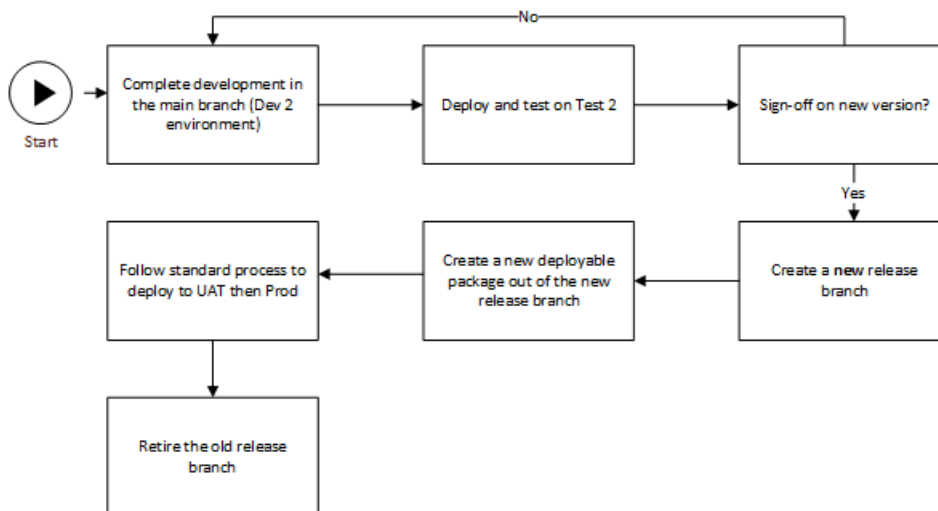 No
Complete development in
the main branch (Dev 2
environment)
Deploy and test on Test 2
Sign-off on new version?
Start
Yes
Follow standard process to
deploy to UAT then Prod
Create a new deployable
package out of the new
release branch
Create a new release
branch
Retire the old release
branch